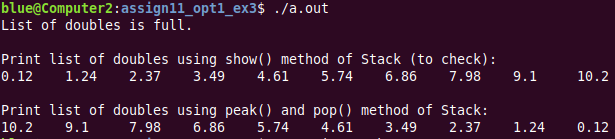 blue@Computer2:assign11_opt1_ex3$ ./a.out
List of doubles is full.
Print list of doubles using show() method of Stack (to check):
0.12 1.24 2.37 3.49 4.61 5.74 6.86 7.98 9.1 10.2
Print list of doubles using peak() and pop() method of Stack:
10.2 9.1 7.98 6.86 5.74 4.61 3.49 2.37 1.24 0.12